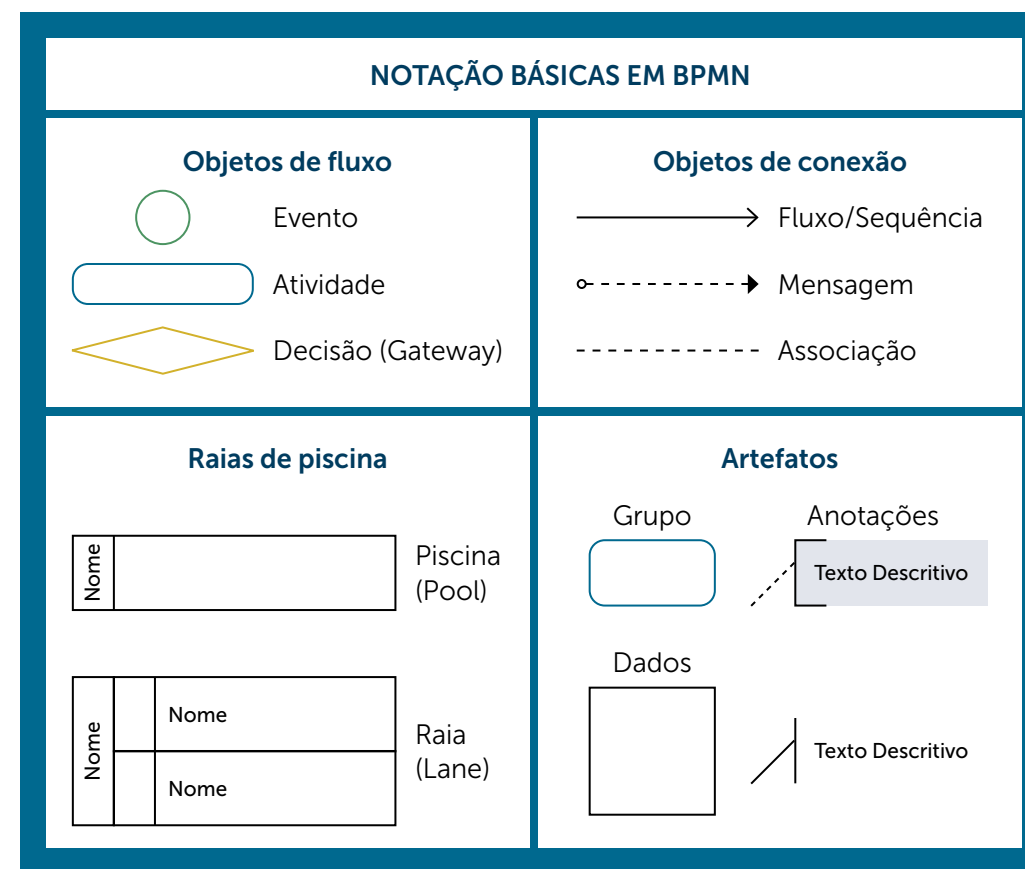 NOTAÇÃO BÁSICAS EM BPMN
Objetos de fluxo
Evento
Atividade
Decisão (Gateway)
Objetos de conexão
Fluxo/Sequência
Mensagem
Associação
Raias de piscina
Nome
Piscina
(Pool)
Nome
Nome
Nome
Raia
(Lane)
Artefatos
Grupo
Anotações
Texto Descritivo
Dados
Texto Descritivo